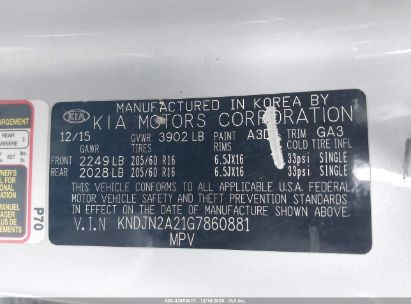 MANUFACTURED IN KOREA BY
KIA KIA MOTORS CORPORATION
12/15 GVWR 3902 LB PAINT A3D TRIM GA3
GAWR TIRES RIMS COLD TIRE INFO
FRONT 2249 LB 205/60 R16 6.5JX16 33psi SINGLE
REAR 2028 LB 205/60 R16 6.5JX16 33psi SINGLE
THIS VEHICLE CONFORMS TO ALL APPLICABLE U.S.A. FEDERAL
MOTOR VEHICLE SAFETY AND THEFT PREVENTION STANDARDS
IN EFFECT ON THE DATE OF MANUFACTURE SHOWN ABOVE.
V.I.N KNDJN2A21G7860881
MPV
P70
REAR
ARRIÈRE